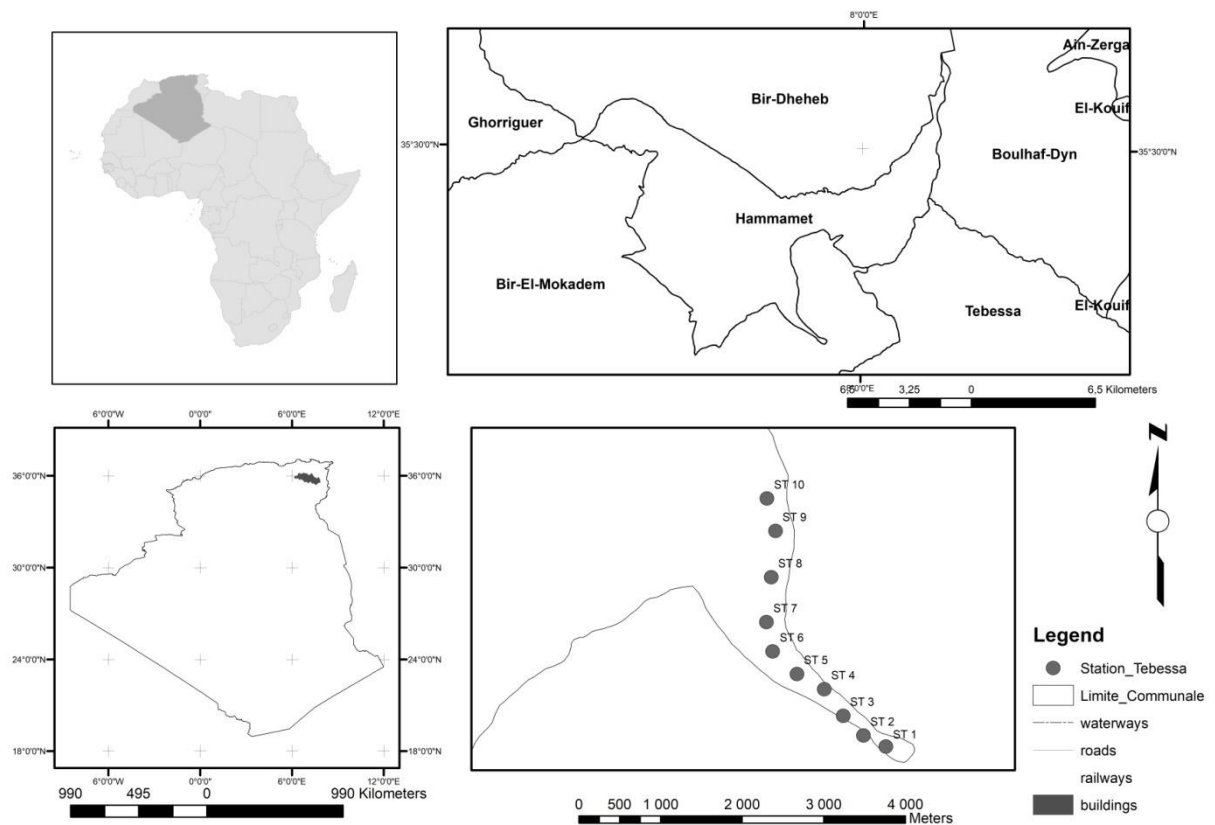 8°0'0"E
Ain-Zerga
Bir-Dheheb
El-Kouif
Ghorriguer
35°30'0"N
35°30'0"N
Boulhaf-Dyn
Hammamet
Bir-El-Mokadem
Tebessa
El-Kouif
8°0'0"E
6,5 3,25 0 6,5 Kilometers
6°0'0"W 0°0'0"E 6°0'0"E 12°0'0"E
36°0'0"N 36°0'0"N
30°0'0"N 30°0'0"N
24°0'0"N 24°0'0"N
18°0'0"N 18°0'0"N
6°0'0"W 0°0'0"E 6°0'0"E 12°0'0"E
990 495 0 990 Kilometers
ST 10
ST 9
ST 8
ST 7
ST 6
ST 5
ST 4
ST 3
ST 2
ST 1
0 500 1 000 2 000 3 000 4 000
Meters
N
Legend
Station_Tebessa
Limite_Communale
waterways
roads
railways
buildings